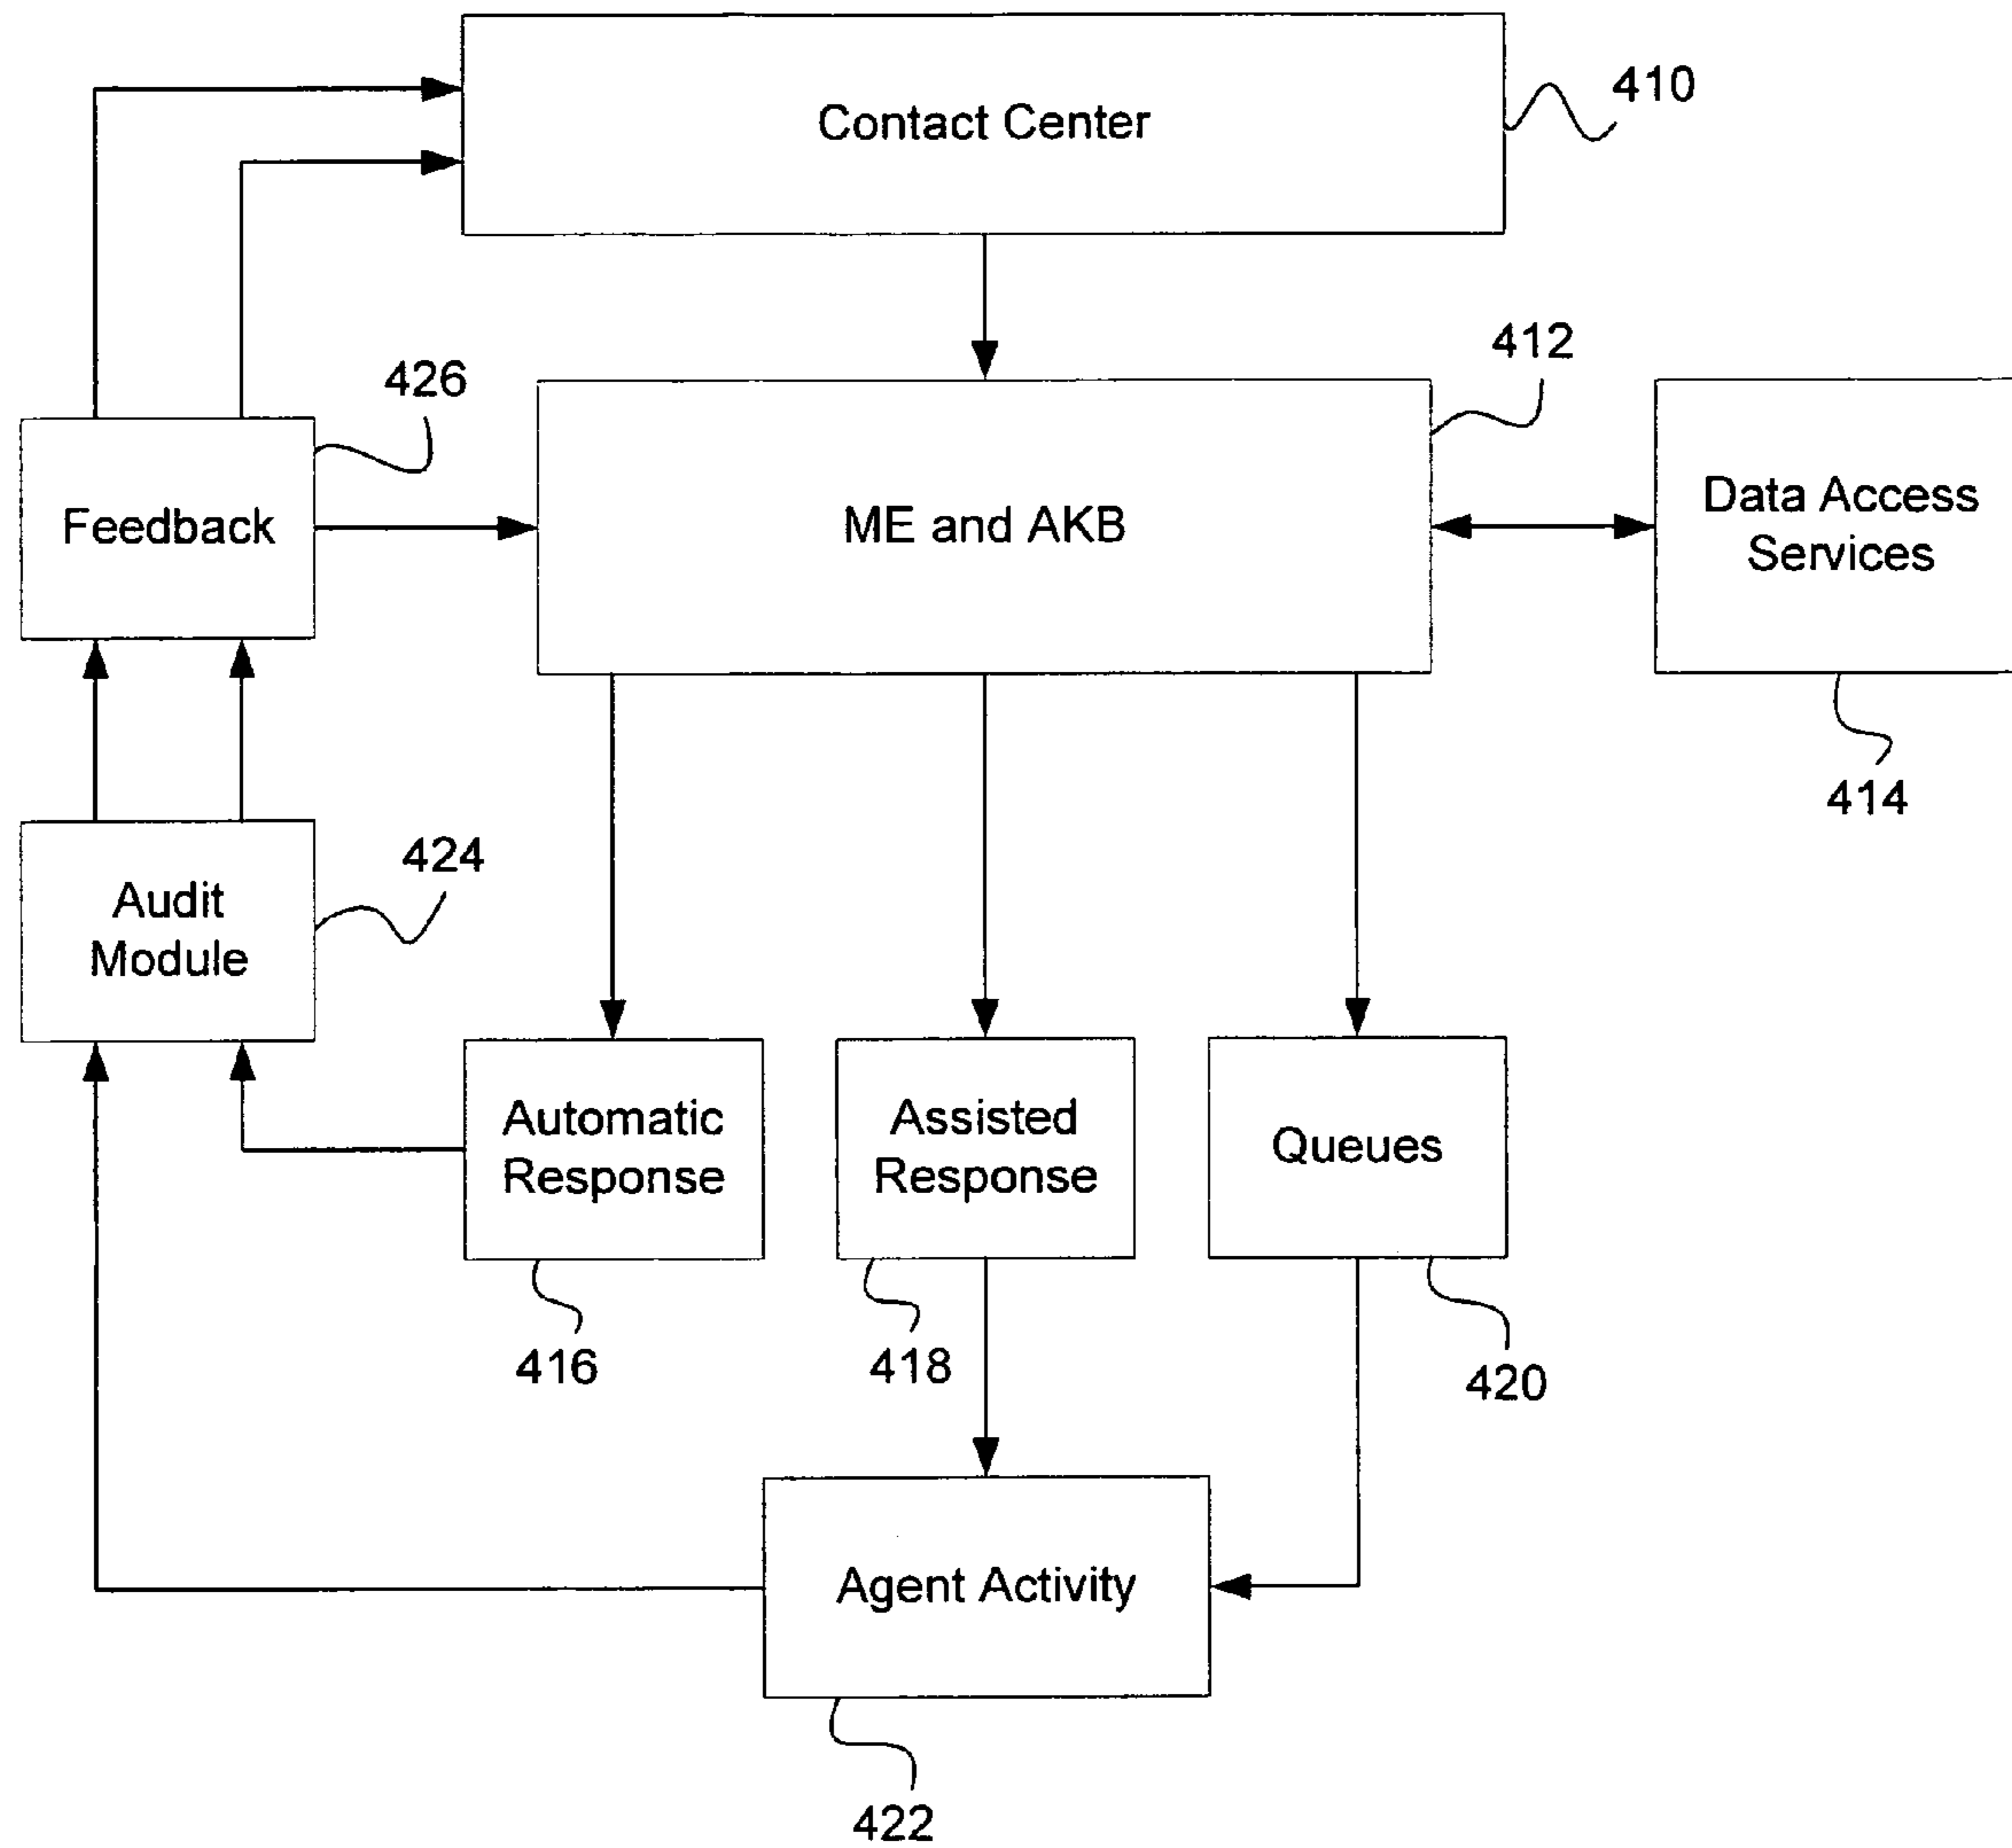 Contact Center
410
412
426
Feedback
ME and AKB
Data Access
Services
414
424
Audit
Module
Automatic
Response
Assisted
Response
Queues
416
418
420
Agent Activity
422